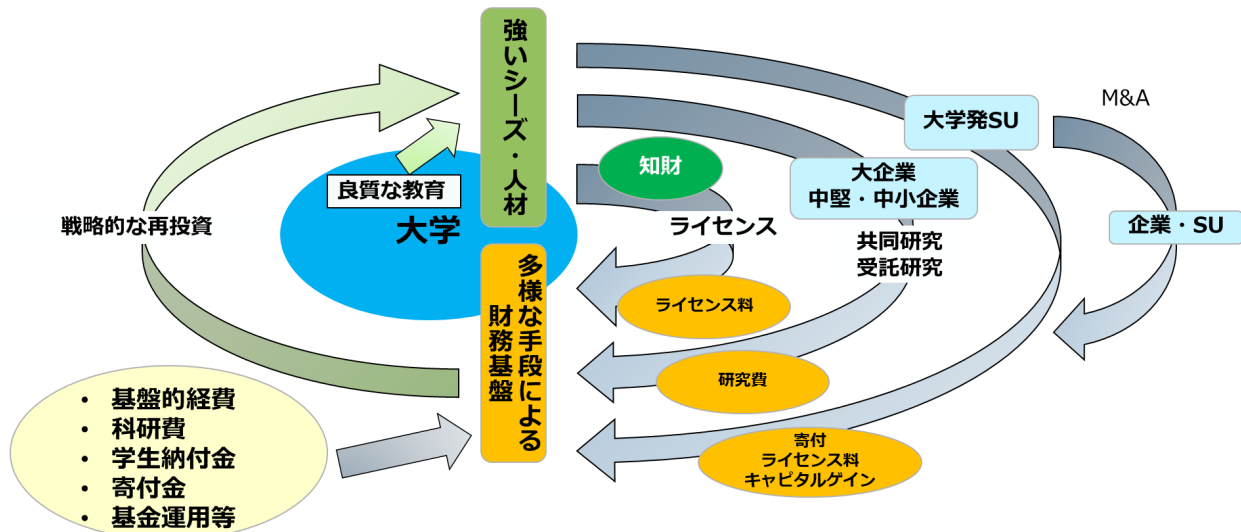 強いシーズ・人材
知財
大学発SU
M&A
大企業
中堅・中小企業
良質な教育
大学
戦略的な再投資
ライセンス
共同研究
受託研究
企業・SU
多様な手段による
財務基盤
ライセンス料
研究費
寄付
ライセンス料
キャピタルゲイン
・ 基盤的経費
・ 科研費
・ 学生納付金
・ 寄付金
・ 基金運用等